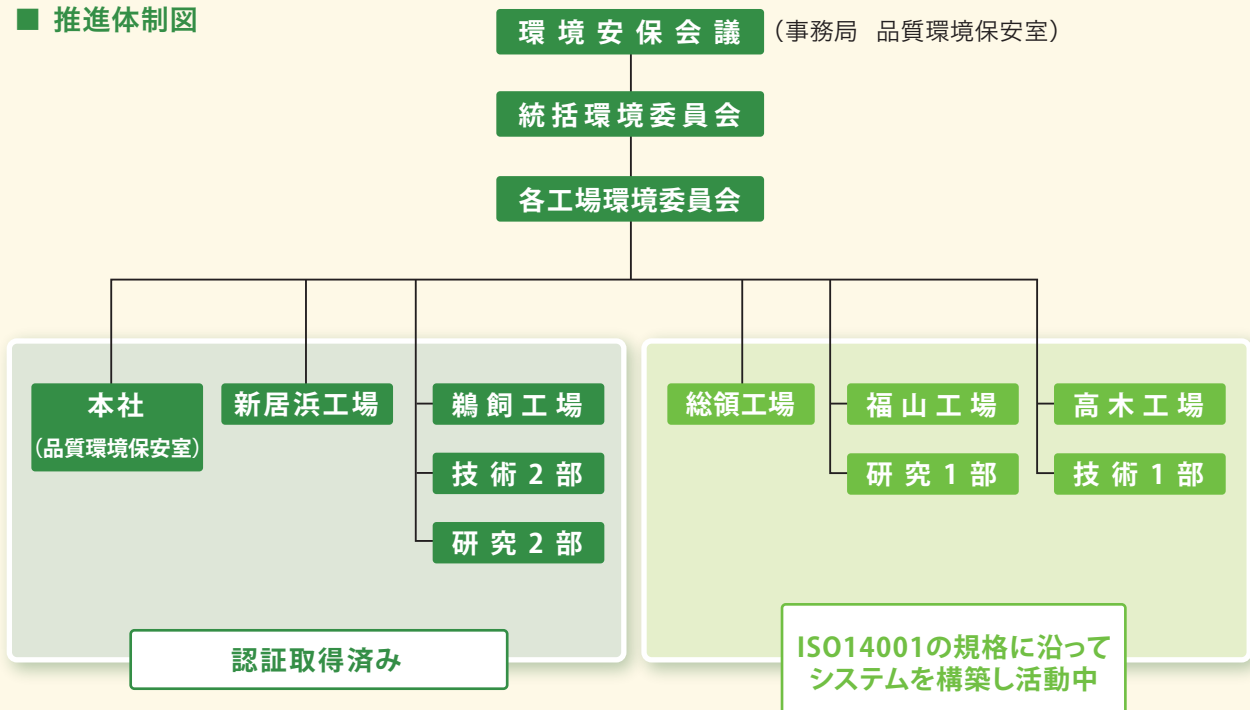 ■ 推進体制図
環境安保会議 (事務局 品質環境保安室)
統括環境委員会
各工場環境委員会
本社
(品質環境保安室)
新居浜工場
鵜飼工場
技術2部
研究2部
認証取得済み
総領工場
福山工場
研究1部
高木工場
技術1部
ISO14001の規格に沿って
システムを構築し活動中